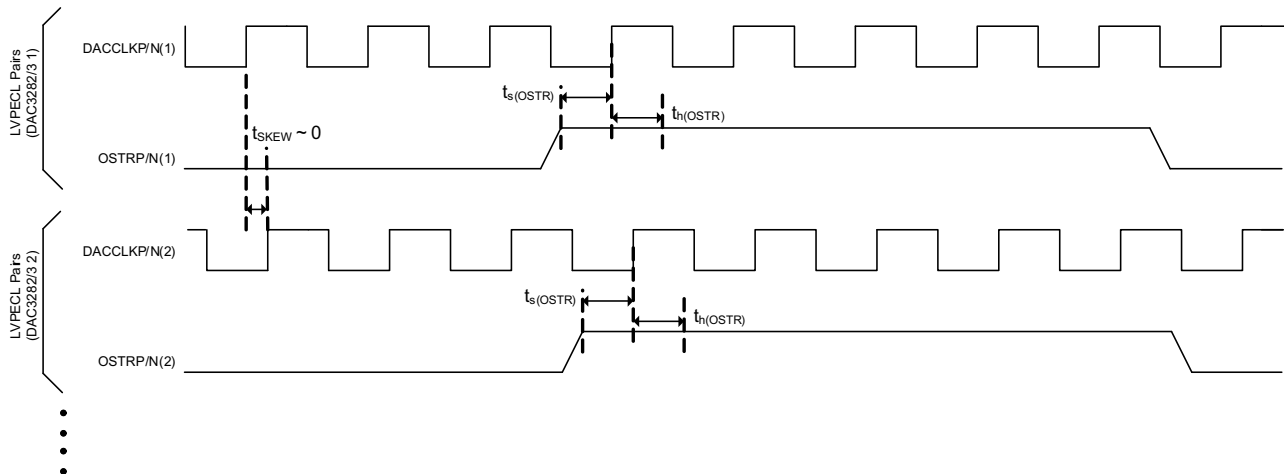 LVPECL Pairs
(DAC3282/3 1)
DACCLKP/N(1)
ts(OSTR)
th(OSTR)
tSKEW ~ 0
OSTRP/N(1)
LVPECL Pairs
(DAC3282/3 2)
DACCLKP/N(2)
ts(OSTR)
th(OSTR)
OSTRP/N(2)